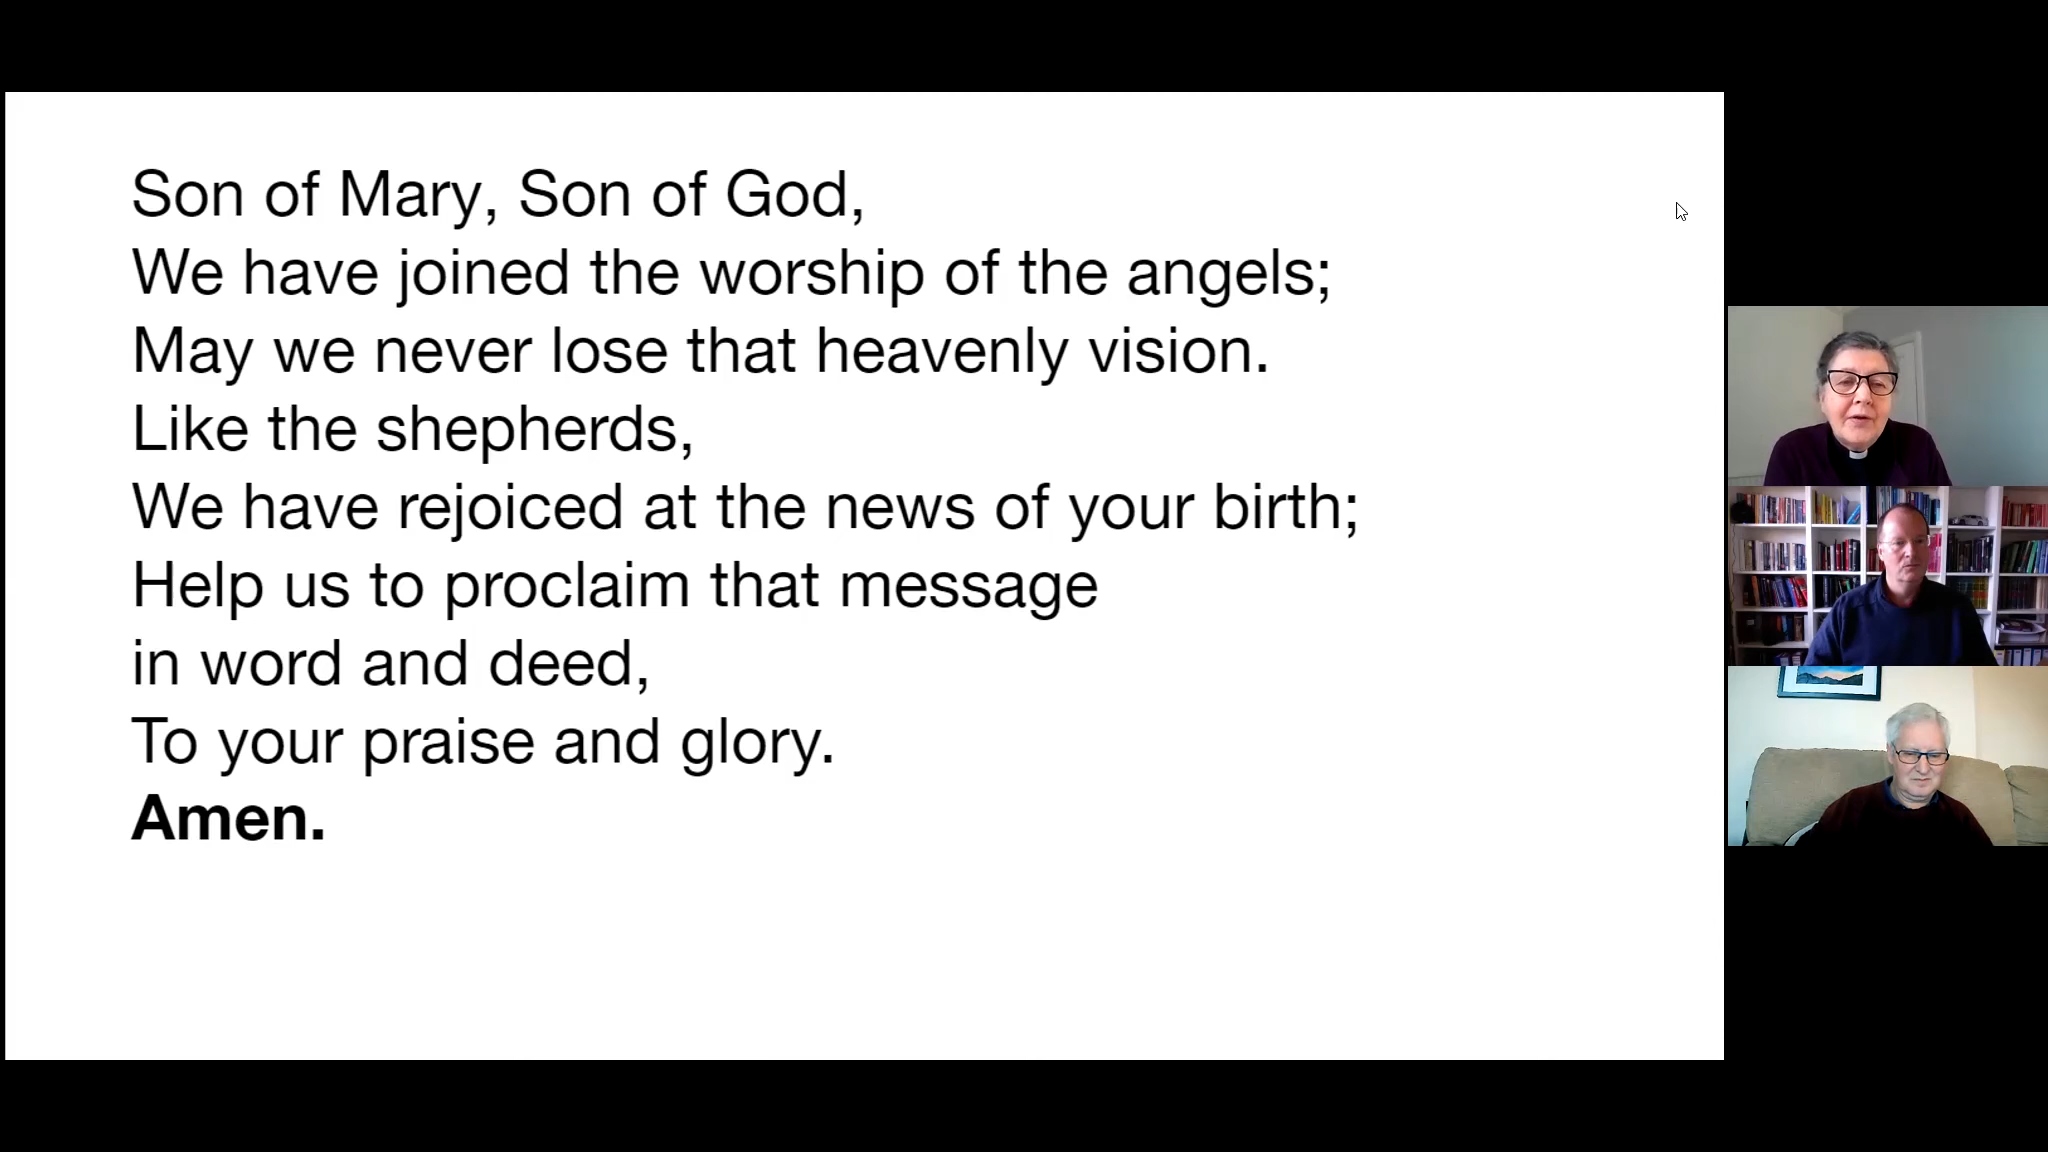 Son of Mary, Son of God,
We have joined the worship of the angels;
May we never lose that heavenly vision.
Like the shepherds,
We have rejoiced at the news of your birth;
Help us to proclaim that message
in word and deed,
To your praise and glory.
Amen.